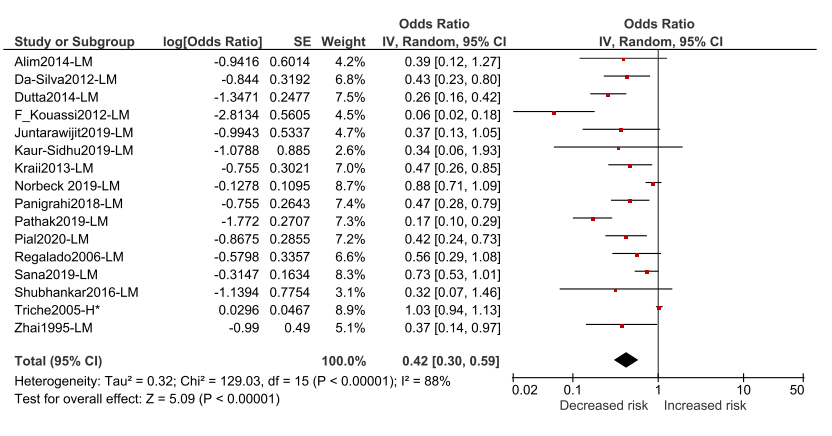 Odds Ratio Odds Ratio
Study or Subgroup log[Odds Ratio] SE Weight IV, Random, 95% CI IV, Random, 95% CI
Alim2014-LM -0.9416 0.6014 4.2% 0.39 [0.12, 1.27]
Da-Silva2012-LM -0.844 0.3192 6.8% 0.43 [0.23, 0.80]
Dutta2014-LM -1.3471 0.2477 7.5% 0.26 [0.16, 0.42]
F_Kouassi2012-LM -2.8134 0.5605 4.5% 0.06 [0.02, 0.18]
Juntarawijit2019-LM -0.9943 0.5337 4.7% 0.37 [0.13, 1.05]
Kaur-Sidhu2019-LM -1.0788 0.885 2.6% 0.34 [0.06, 1.93]
Kraii2013-LM -0.755 0.3021 7.0% 0.47 [0.26, 0.85]
Norbeck 2019-LM -0.1278 0.1095 8.7% 0.88 [0.71, 1.09]
Panigrahi2018-LM -0.755 0.2643 7.4% 0.47 [0.28, 0.79]
Pathak2019-LM -1.772 0.2707 7.3% 0.17 [0.10, 0.29]
Pial2020-LM -0.8675 0.2855 7.2% 0.42 [0.24, 0.73]
Regalado2006-LM -0.5798 0.3357 6.6% 0.56 [0.29, 1.08]
Sana2019-LM -0.3147 0.1634 8.3% 0.73 [0.53, 1.01]
Shubhankar2016-LM -1.1394 0.7754 3.1% 0.32 [0.07, 1.46]
Triche2005-H* 0.0296 0.0467 8.9% 1.03 [0.94, 1.13]
Zhai1995-LM -0.99 0.49 5.1% 0.37 [0.14, 0.97]
Total (95% CI) 100.0% 0.42 [0.30, 0.59]
Heterogeneity: Tau² = 0.32; Chi² = 129.03, df = 15 (P < 0.00001); I² = 88%
Test for overall effect: Z = 5.09 (P < 0.00001)
0.02 0.1 1 10 50
Decreased risk Increased risk